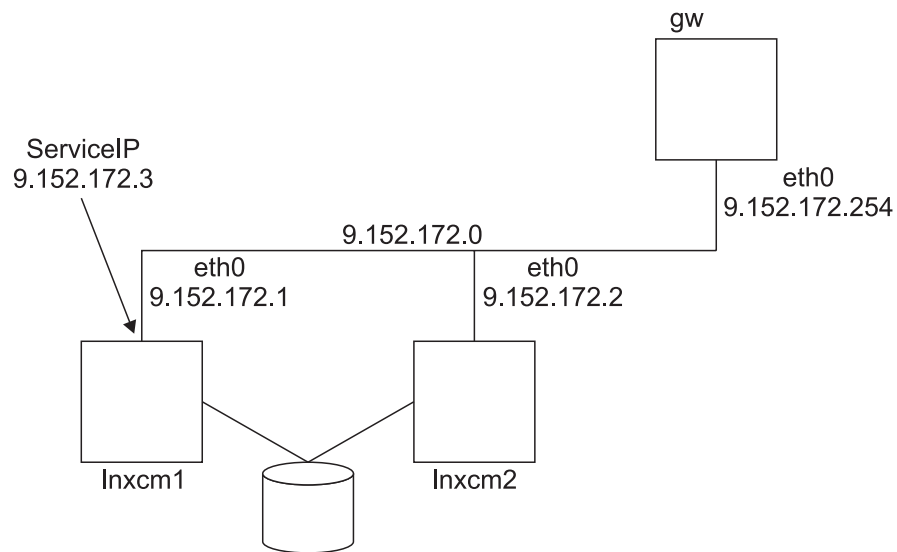 gw
ServiceIP
9.152.172.3
eth0
9.152.172.254
9.152.172.0
eth0
9.152.172.1
eth0
9.152.172.2
lnxcm1
lnxcm2